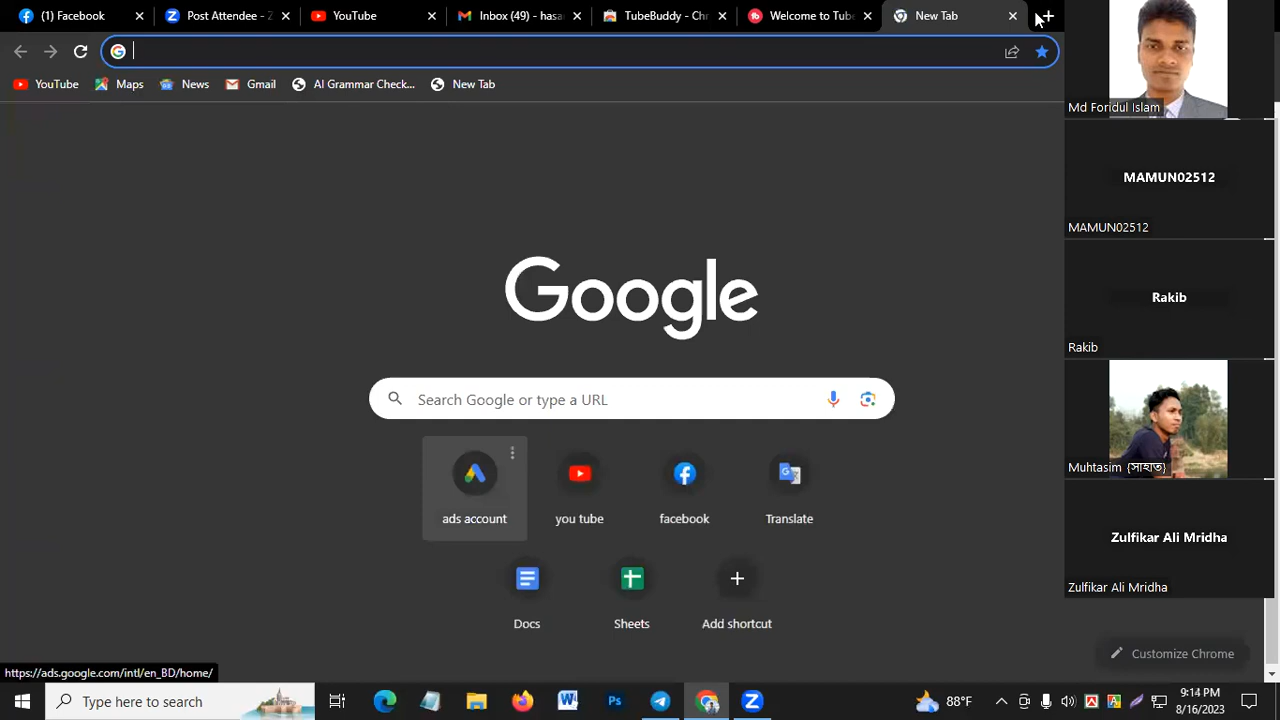 (1) Facebook
Post Attendee - Z
YouTube
Inbox (49) - hasa
TubeBuddy - Chr
Welcome to Tube
New Tab
YouTube
Maps
News
Gmail
AI Grammar Check...
New Tab
Google
Search Google or type a URL
ads account
you tube
facebook
Translate
Docs
Sheets
Add shortcut
https://ads.google.com/intl/en_BD/home/
Customize Chrome
Md Foridul Islam
MAMUN02512
MAMUN02512
Rakib
Rakib
Muhtasim {সাহাত}
Zulfikar Ali Mridha
Zulfikar Ali Mridha
Type here to search
88°F
9:14 PM
8/16/2023